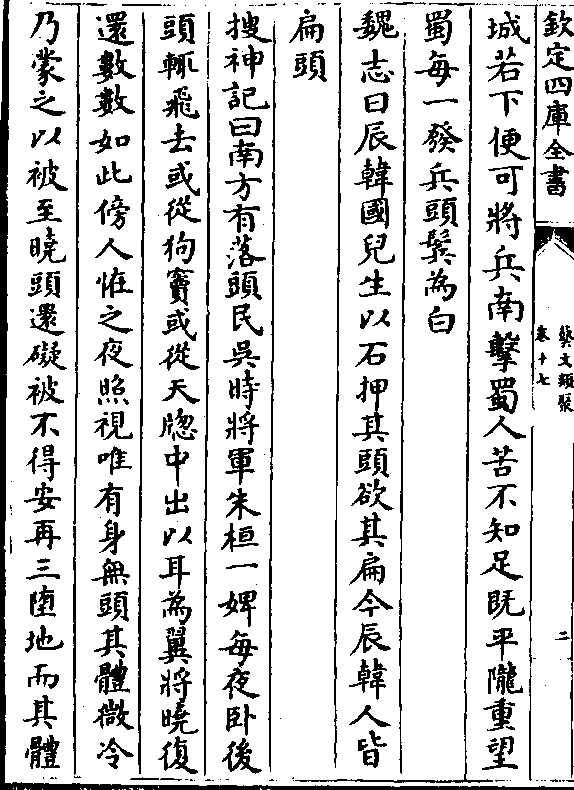 欽定四庫全書
藝文類聚
卷十七
二
城若下便可將兵南擊蜀人苦不知足既平隴重望
蜀每一發兵頭鬢為白
魏志曰辰韓國兒生以石押其頭欲其扁今辰韓人皆
扁頭
搜神記曰南方有落頭民吳時將軍朱桓一婢每夜卧後
頭輒飛去或從狗竇或從天牕中出以耳為翼將曉復
還數數如此傍人怪之夜照視唯有身無頭其體微冷
乃蒙之以被至曉頭還礙被不得安再三墮地而其體